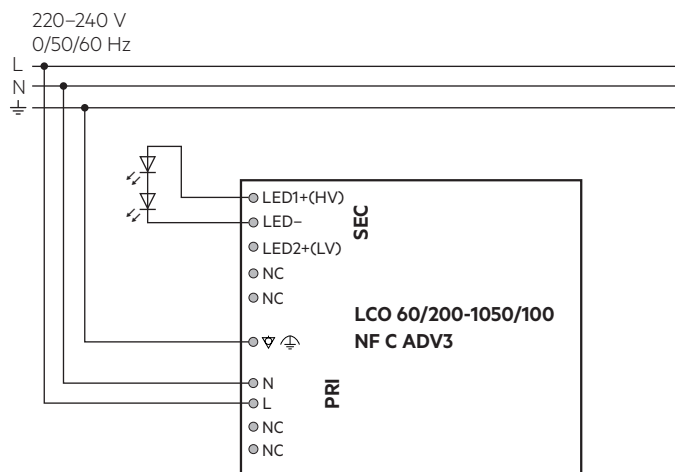 220–240 V
0/50/60 Hz
L
N
LED1+(HV)
LED–
LED2+(LV)
NC
NC
SEC
LCO 60/200-1050/100
NF C ADV3
N
L
NC
NC
PRI